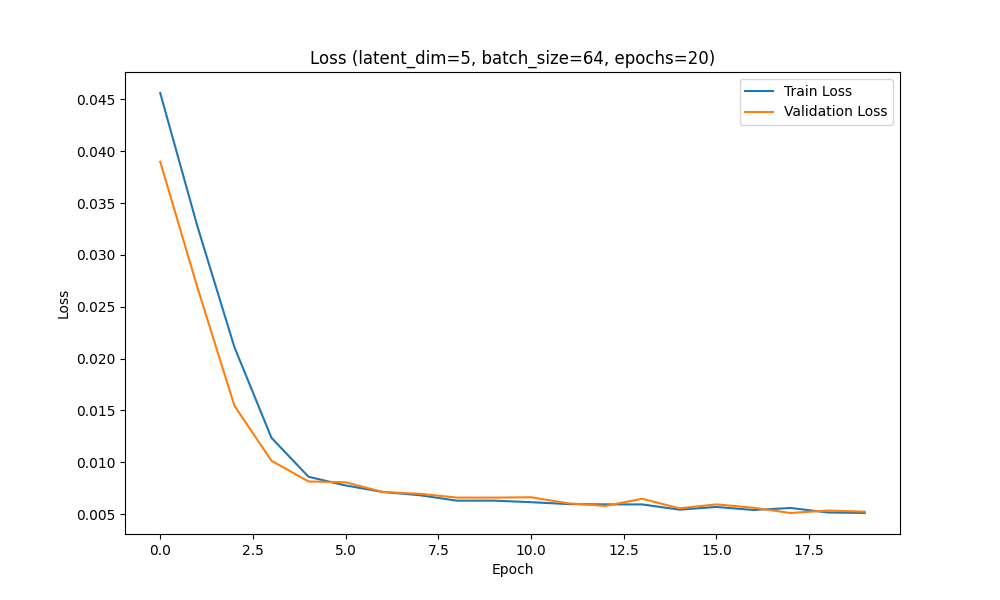 Loss (latent_dim=5, batch_size=64, epochs=20)
Train Loss
Validation Loss
0.045
0.040
0.035
0.030
0.025
0.020
0.015
0.010
0.005
Loss
0.0 2.5 5.0 7.5 10.0 12.5 15.0 17.5
Epoch